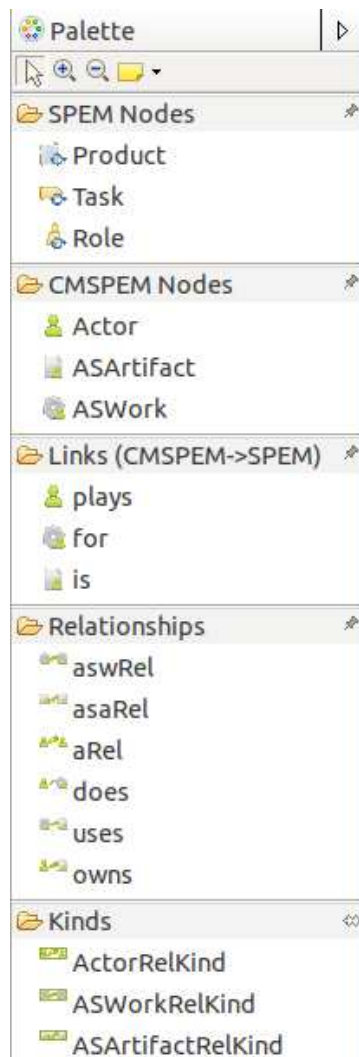 Palette
SPEM Nodes
Product
Task
Role
CMSPEM Nodes
Actor
ASArtifact
ASWork
Links (CMSPEM->SPEM)
plays
for
is
Relationships
aswRel
asaRel
aRel
does
uses
owns
Kinds
ActorRelKind
ASWorkRelKind
ASArtifactRelKind